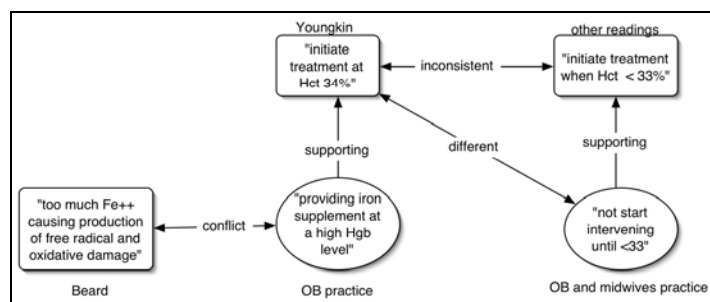 Youngkin
other readings
"initiate
treatment at
Hct 34%"
inconsistent
"initiate treatment
when Hct < 33%"
supporting
different
supporting
"too much Fe++
causing production
of free radical and
oxidative damage"
conflict
"providing iron
supplement at
a high Hgb
level"
"not start
intervening
until <33"
Beard
OB practice
OB and midwives practice